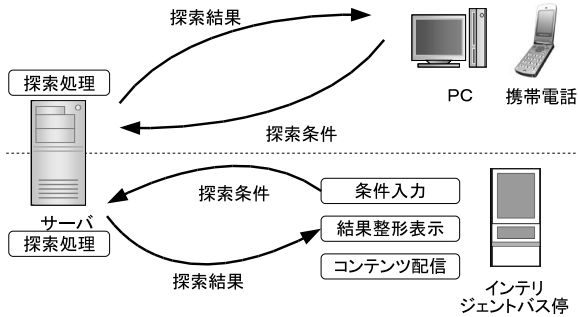 探索結果
探索処理
PC
携帯電話
探索条件
サーバ
探索処理
探索条件
条件入力
結果整形表示
探索結果
コンテンツ配信
インテリ
ジェントバス停